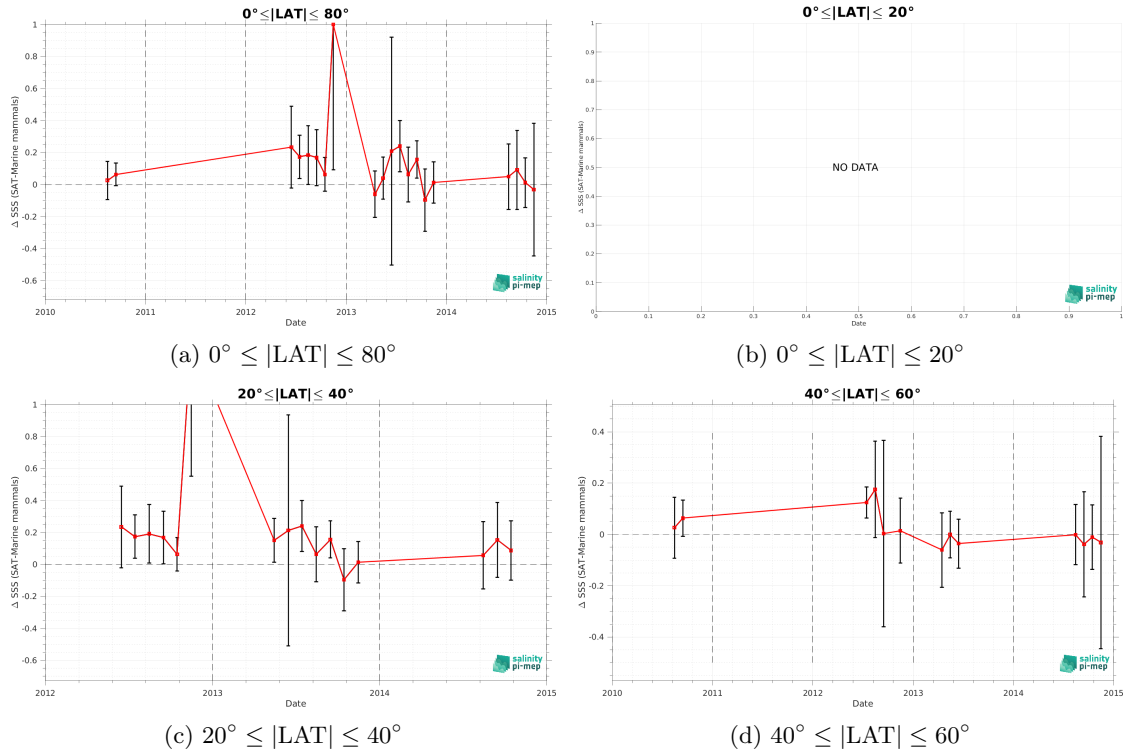 0°≤|LAT|≤ 80°
1
0.8
0.6
0.4
0.2
0
-0.2
-0.4
-0.6
Δ SSS (SAT-Marine mammals)
2010
2011
2012
2013
2014
2015
Date
salinity
pi-mep
(a) 0° ≤ |LAT| ≤ 80°
0°≤|LAT|≤ 20°
1
0.9
0.8
0.7
0.6
0.5
0.4
0.3
0.2
0.1
0
Δ SSS (SAT-Marine mammals)
NO DATA
0
0.1
0.2
0.3
0.4
0.5
0.6
0.7
0.8
0.9
1
Date
salinity
pi-mep
(b) 0° ≤ |LAT| ≤ 20°
20°≤|LAT|≤ 40°
1
0.8
0.6
0.4
0.2
0
-0.2
-0.4
-0.6
Δ SSS (SAT-Marine mammals)
2012
2013
2014
2015
Date
salinity
pi-mep
(c) 20° ≤ |LAT| ≤ 40°
40°≤|LAT|≤ 60°
0.4
0.2
0
-0.2
-0.4
Δ SSS (SAT-Marine mammals)
2010
2011
2012
2013
2014
2015
Date
salinity
pi-mep
(d) 40° ≤ |LAT| ≤ 60°